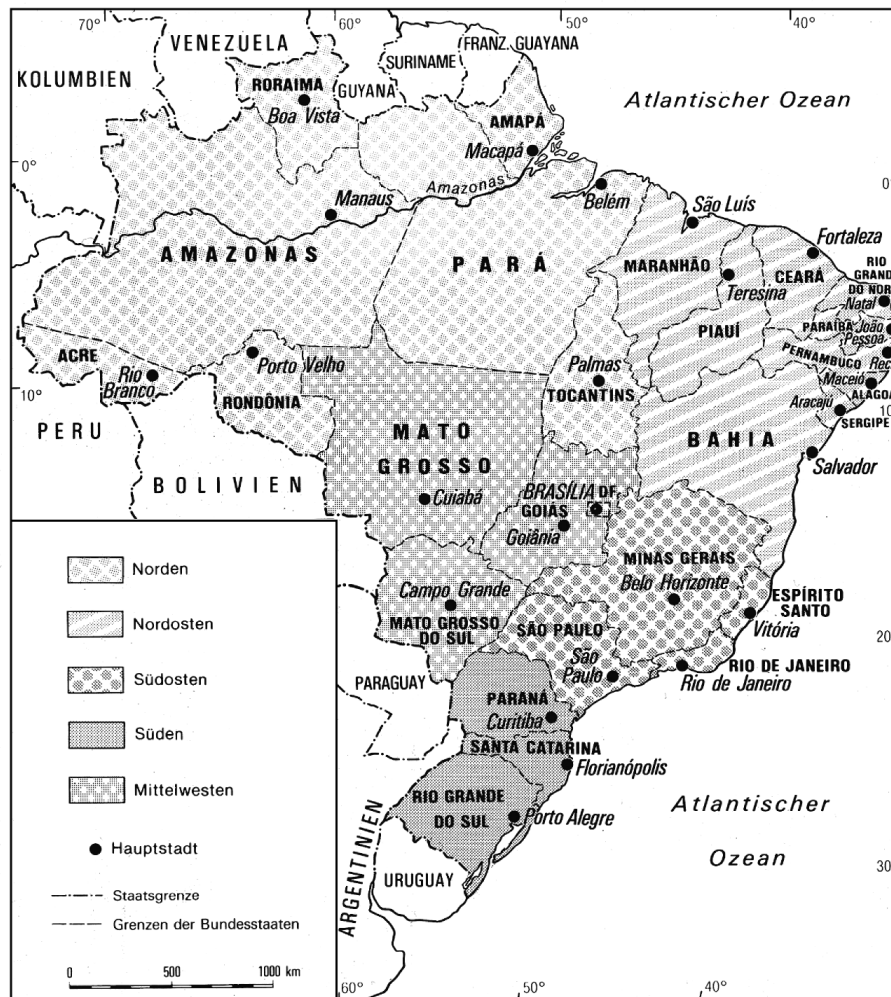 70°
60°
50°
40°
VENEZUELA
KOLUMBIEN
RORAIMA
Boa Vista
GUYANA
SURINAME
FRANZ. GUAYANA
Atlantischer Ozean
AMAPÁ
Macapá
0°
Amazonas
Manaus
Belém
São Luís
AMAZONAS
PARÁ
MARANHÃO
Teresina
Fortaleza
CEARÁ
RIO
GRANDE
DO NOR
Natal
PIAUÍ
PARAÍBA
João
Pessoa
PERNAMBUCO
Rec
ACRE
Rio
Branco
Porto Velho
RONDÔNIA
Palmas
TOCANTINS
Maceió
ALAGOA
Aracajú
SERGIPE
10°
10
PERU
BOLIVIEN
MATO
GROSSO
Cuiabá
BAHIA
Salvador
BRASÍLIA DF
GOIÁS
Goiânia
MINAS GERAIS
Belo Horizonte
ESPÍRITO
SANTO
Vitória
Campo Grande
MATO GROSSO
DO SUL
SÃO PAULO
São
Paulo
RIO DE JANEIRO
Rio de Janeiro
20
PARAGUAY
PARANÁ
Curitiba
SANTA CATARINA
Florianópolis
RIO GRANDE
DO SUL
Porto Alegre
Atlantischer
Ozean
ARGENTINIEN
URUGUAY
30
Norden
Nordosten
Südosten
Süden
Mittelwesten
Hauptstadt
Staatsgrenze
Grenzen der Bundesstaaten
0 500 1000 km
60°
50°
40°